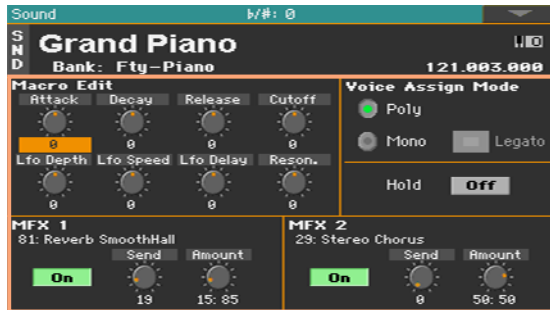 Sound ♭/#: 0
SND Grand Piano
Bank: Fty-Piano 121.003.000
Macro Edit
Attack Decay Release Cutoff
0 0 0 0
Lfo Depth Lfo Speed Lfo Delay Reson.
0 0 0 0
Voice Assign Mode
Poly
Mono Legato
Hold Off
MFX 1
81: Reverb SmoothHall
Send Amount
On
19 15: 85
MFX 2
29: Stereo Chorus
Send Amount
On
0 50: 50